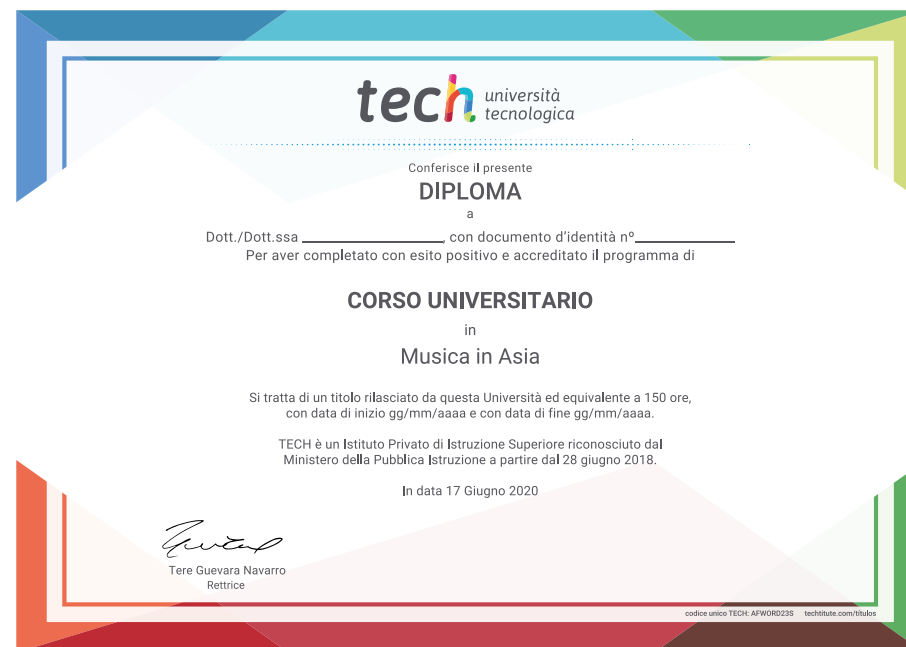 tech università
tecnologica
Conferisce il presente
DIPLOMA
a
Dott./Dott.ssa ____________________, con documento d'identità nº______________
Per aver completato con esito positivo e accreditato il programma di
CORSO UNIVERSITARIO
in
Musica in Asia
Si tratta di un titolo rilasciato da questa Università ed equivalente a 150 ore,
con data di inizio gg/mm/aaaa e con data di fine gg/mm/aaaa.
TECH è un Istituto Privato di Istruzione Superiore riconosciuto dal
Ministero della Pubblica Istruzione a partire dal 28 giugno 2018.
In data 17 Giugno 2020
Tere Guevara Navarro
Rettrice
codice unico TECH: AFWORD23S techtitute.com/titulos